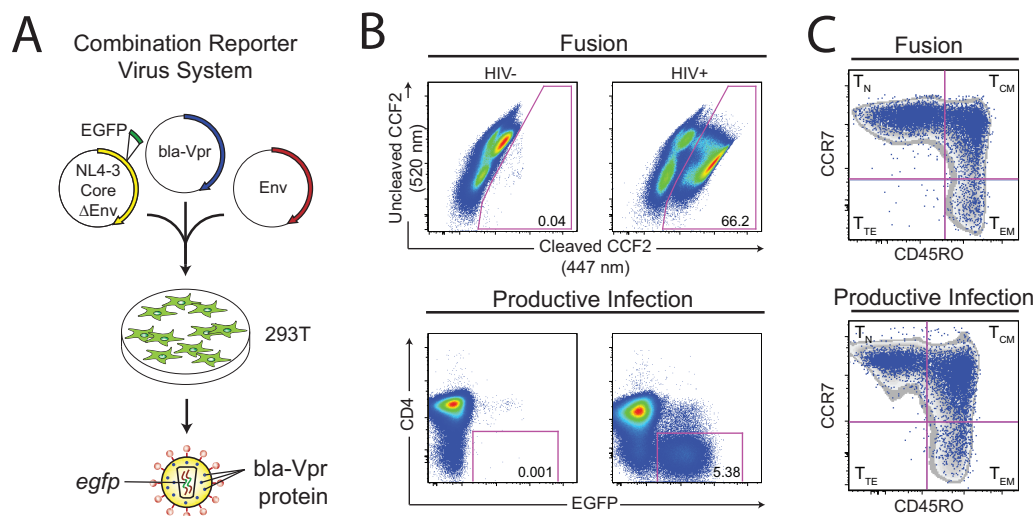 A
Combination Reporter
Virus System
EGFP
NL4-3
Core
ΔEnv
bla-Vpr
Env
293T
egfp
bla-Vpr
protein
B
Fusion
HIV-
HIV+
Uncleaved CCF2
(520 nm)
0.04
66.2
Cleaved CCF2
(447 nm)
Productive Infection
CD4
0.001
5.38
EGFP
C
Fusion
TN
TCM
CCR7
TTE
TEM
CD45RO
Productive Infection
TN
TCM
CCR7
TTE
TEM
CD45RO